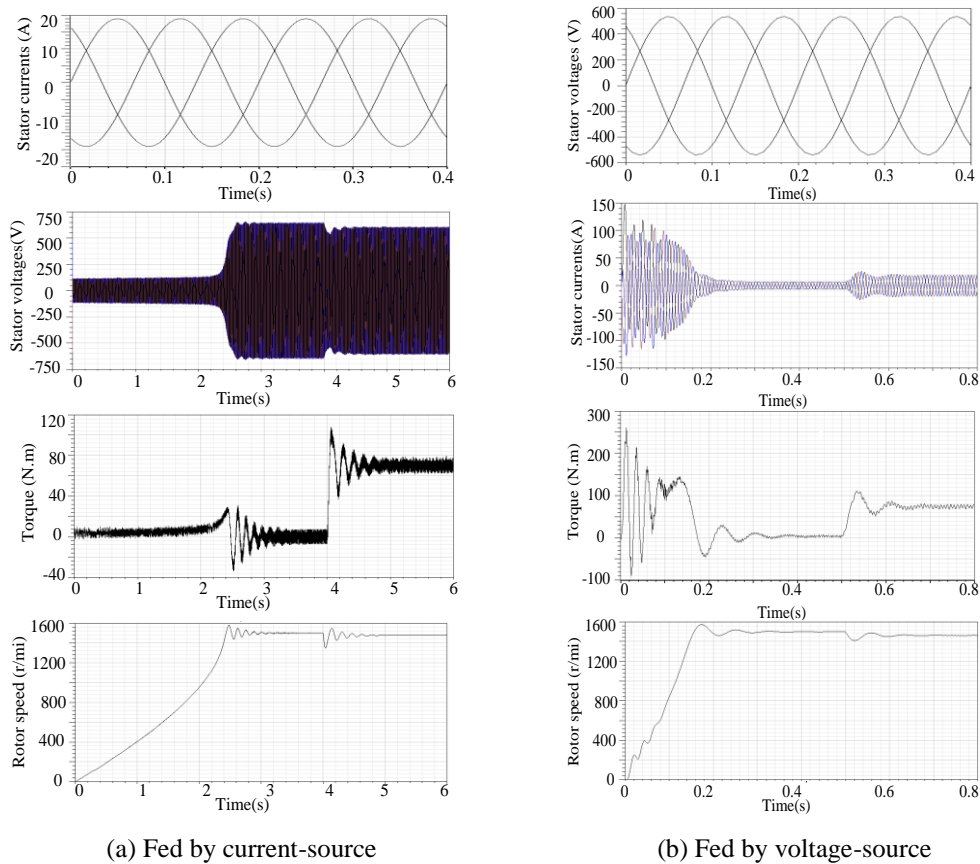 Stator currents (A)
20
10
0
-10
-20
0 0.1 0.2 0.3 0.4
Time(s)
Stator voltages(V)
750
500
250
0
-250
-500
-750
0 1 2 3 4 5 6
Time(s)
Torque (N.m)
120
80
40
0
-40
0 1 2 3 4 5 6
Time(s)
Rotor speed (r/mi)
1600
1200
800
400
0
0 1 2 3 4 5 6
Time(s)
(a) Fed by current-source
Stator voltages (V)
600
400
200
0
-200
-400
-600
0 0.1 0.2 0.3 0.4
Time(s)
Stator currents(A)
150
100
50
0
-50
-100
-150
0 0.2 0.4 0.6 0.8
Time(s)
Torque (N.m)
300
200
100
0
-100
0 0.2 0.4 0.6 0.8
Time(s)
Rotor speed (r/mi)
1600
1200
800
400
0
0 0.2 0.4 0.6 0.8
Time(s)
(b) Fed by voltage-source